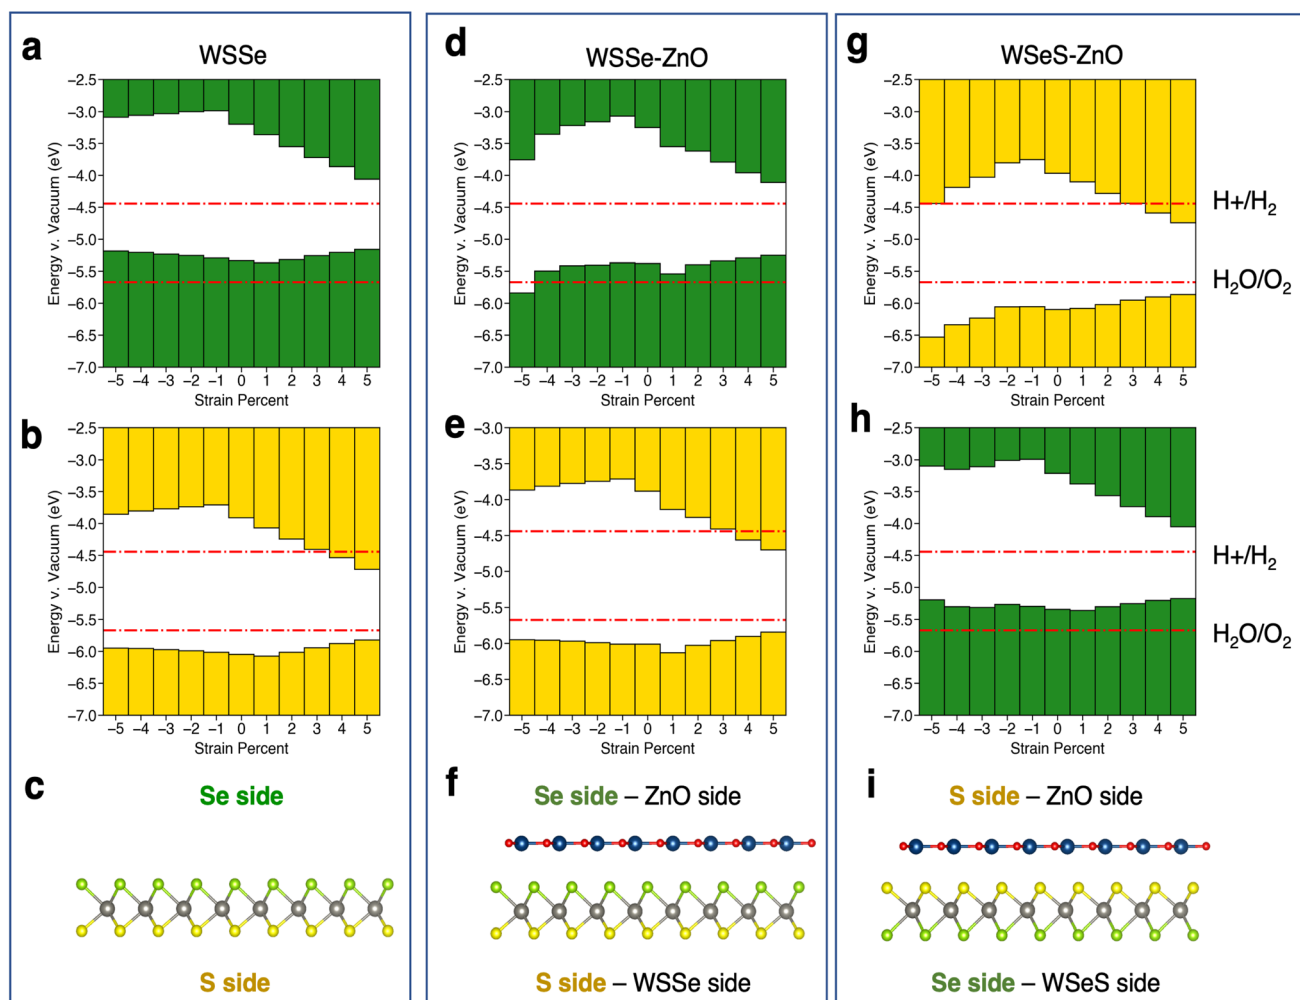 a
WSSe
−2.5
−3.0
−3.5
−4.0
−4.5
−5.0
−5.5
−6.0
−6.5
−7.0
Energy v. Vacuum (eV)
−5 −4 −3 −2 −1 0 1 2 3 4 5
Strain Percent
b
−2.5
−3.0
−3.5
−4.0
−4.5
−5.0
−5.5
−6.0
−6.5
−7.0
Energy v. Vacuum (eV)
−5 −4 −3 −2 −1 0 1 2 3 4 5
Strain Percent
c
Se side
S side
d
WSSe-ZnO
−2.5
−3.0
−3.5
−4.0
−4.5
−5.0
−5.5
−6.0
−6.5
−7.0
Energy v. Vacuum (eV)
−5 −4 −3 −2 −1 0 1 2 3 4 5
Strain Percent
e
−3.0
−3.5
−4.0
−4.5
−5.0
−5.5
−6.0
−6.5
−7.0
Energy v. Vacuum (eV)
−5 −4 −3 −2 −1 0 1 2 3 4 5
Strain Percent
f
Se side – ZnO side
S side – WSSe side
g
WSeS-ZnO
−2.5
−3.0
−3.5
−4.0
−4.5
−5.0
−5.5
−6.0
−6.5
−7.0
Energy v. Vacuum (eV)
−5 −4 −3 −2 −1 0 1 2 3 4 5
Strain Percent
H+/H₂
H₂O/O₂
h
−2.5
−3.0
−3.5
−4.0
−4.5
−5.0
−5.5
−6.0
−6.5
−7.0
Energy v. Vacuum (eV)
−5 −4 −3 −2 −1 0 1 2 3 4 5
Strain Percent
H+/H₂
H₂O/O₂
i
S side – ZnO side
Se side – WSeS side